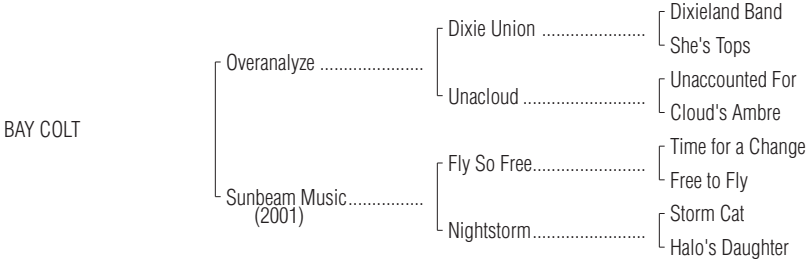 Dixieland Band
Dixie Union ......................
She's Tops
Overanalyze ......................
Unaccounted For
Unacloud ..........................
Cloud's Ambre
BAY COLT
Time for a Change
Fly So Free........................
Free to Fly
Sunbeam Music................
(2001)
Storm Cat
Nightstorm........................
Halo's Daughter